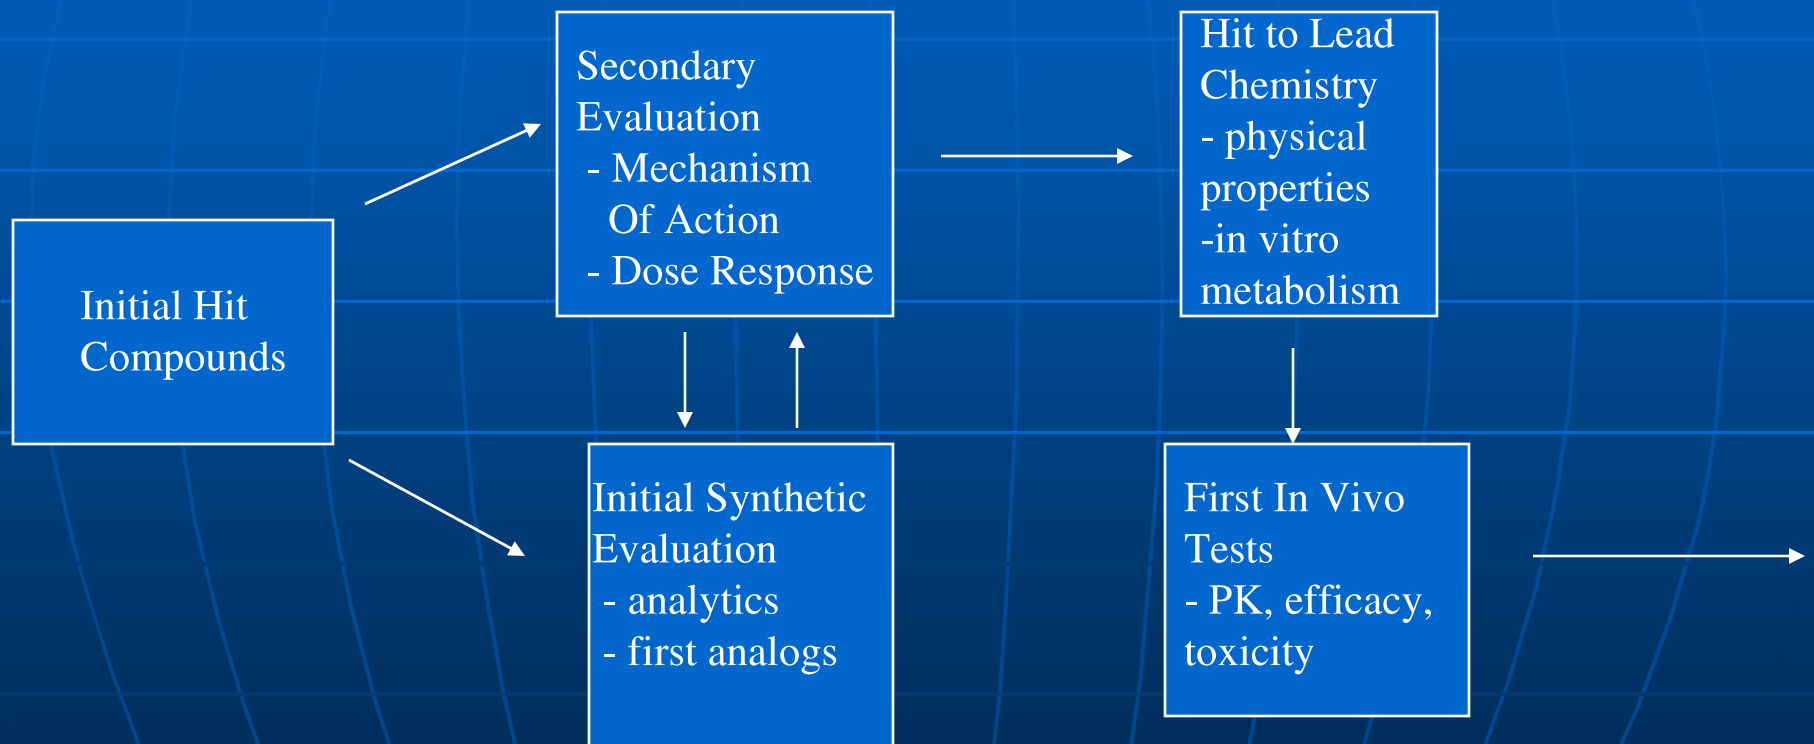 Initial Hit
Compounds
Secondary
Evaluation
- Mechanism
Of Action
- Dose Response
Initial Synthetic
Evaluation
- analytics
- first analogs
Hit to Lead
Chemistry
- physical
properties
-in vitro
metabolism
First In Vivo
Tests
- PK, efficacy,
toxicity